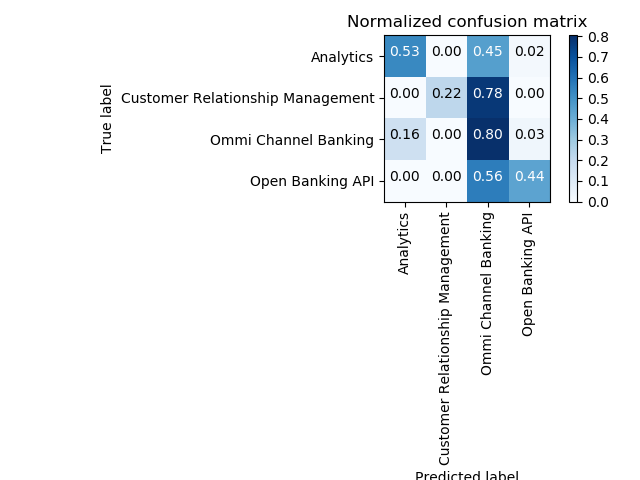 Normalized confusion matrix
True label
Analytics
Customer Relationship Management
Ommi Channel Banking
Open Banking API
0.53 0.00 0.45 0.02
0.00 0.22 0.78 0.00
0.16 0.00 0.80 0.03
0.00 0.00 0.56 0.44
0.8
0.7
0.6
0.5
0.4
0.3
0.2
0.1
0.0
Analytics
Customer Relationship Management
Ommi Channel Banking
Open Banking API
Predicted label